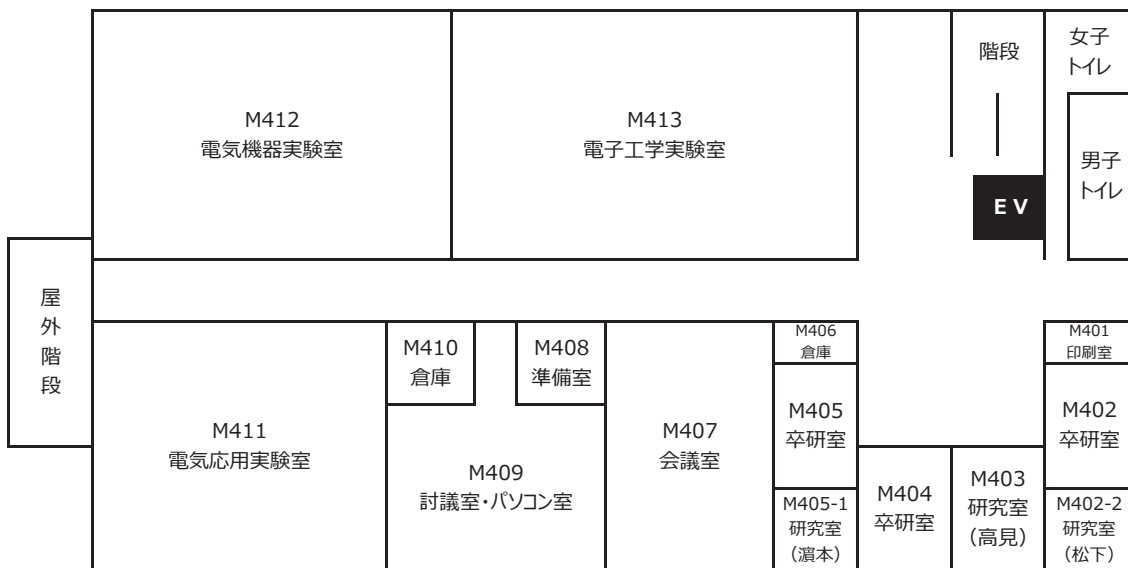 M412
電気機器実験室
M413
電子工学実験室
階段
女子
トイレ
男子
トイレ
EV
屋
外
階
段
M411
電気応用実験室
M410
倉庫
M408
準備室
M409
討議室・パソコン室
M407
会議室
M406
倉庫
M405
卒研室
M405-1
研究室
（濵本）
M404
卒研室
M403
研究室
（高見）
M401
印刷室
M402
卒研室
M402-2
研究室
（松下）